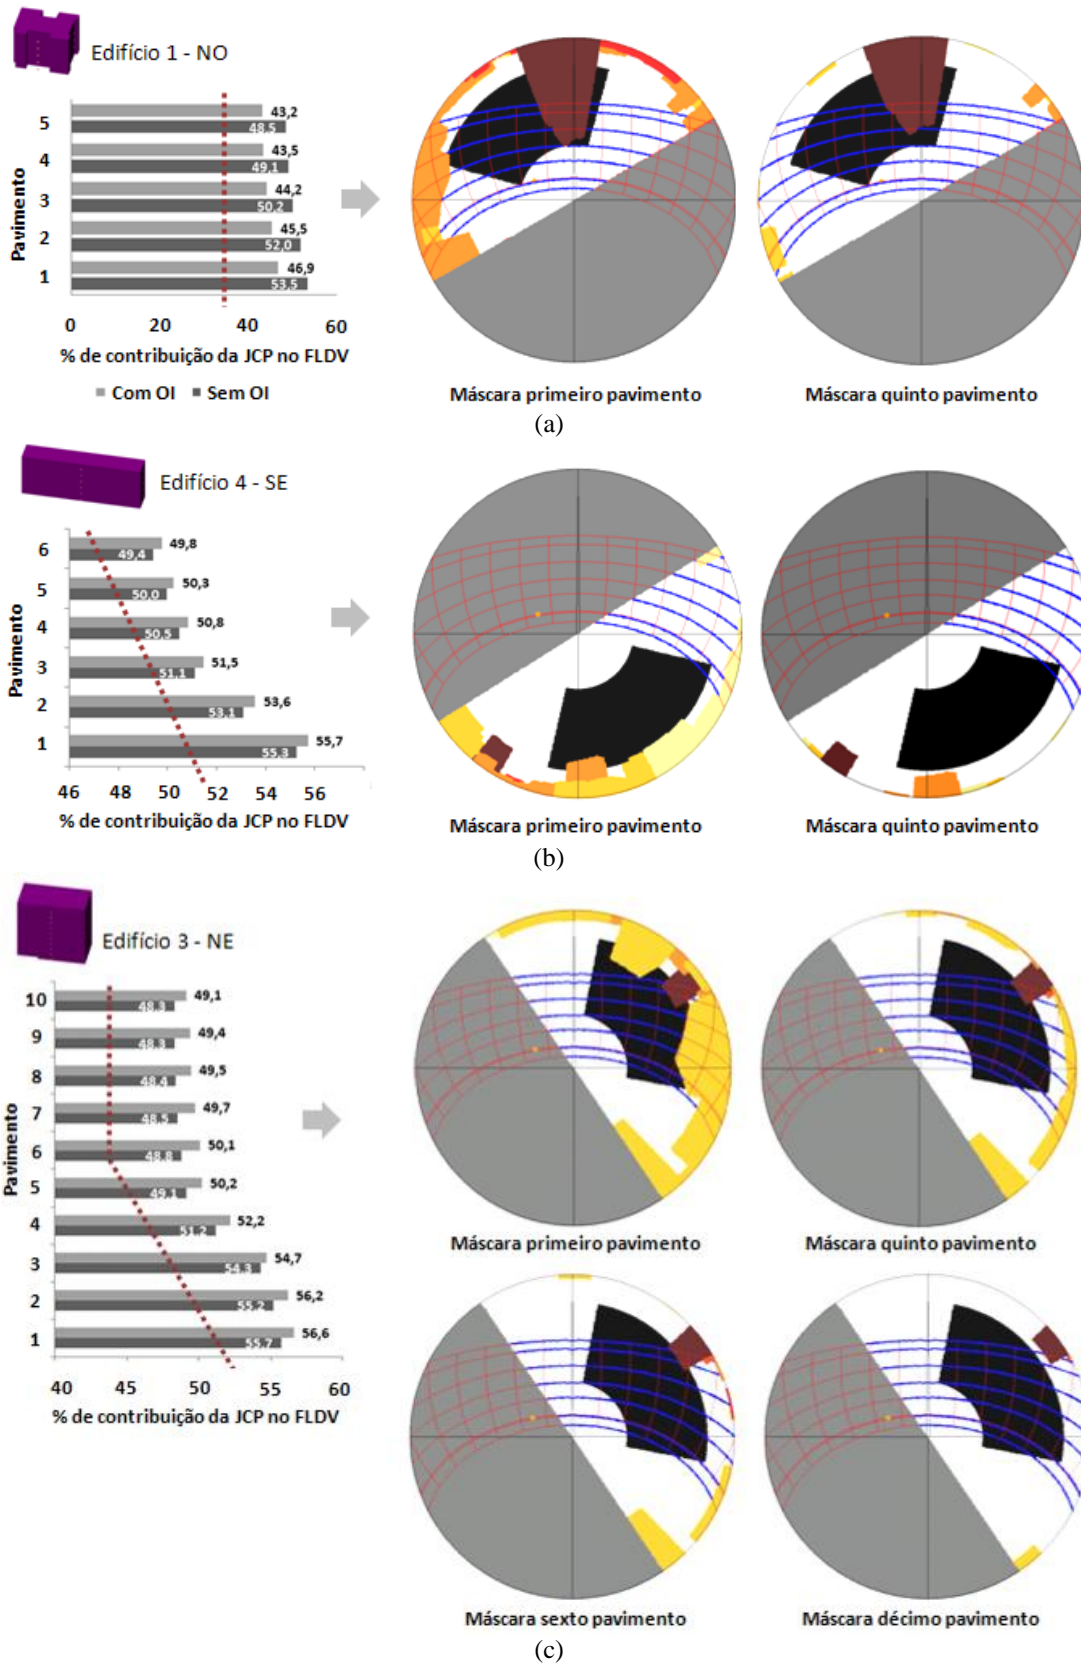 Edifício 1 - NO
Pavimento
5
43,2
48,5
4
43,5
49,1
3
44,2
50,2
2
45,5
52,0
1
46,9
53,5
0 20 40 60
% de contribuição da JCP no FLDV
Com OI Sem OI
Máscara primeiro pavimento
Máscara quinto pavimento
(a)
Edifício 4 - SE
Pavimento
6
49,8
49,4
5
50,3
50,0
4
50,8
50,5
3
51,5
51,1
2
53,6
53,1
1
55,7
55,3
46 48 50 52 54 56
% de contribuição da JCP no FLDV
Máscara primeiro pavimento
Máscara quinto pavimento
(b)
Edifício 3 - NE
Pavimento
10
49,1
48,3
9
49,4
48,3
8
49,5
48,4
7
49,7
48,5
6
50,1
48,8
5
50,2
49,1
4
52,2
51,2
3
54,7
54,3
2
56,2
55,2
1
56,6
55,7
40 45 50 55 60
% de contribuição da JCP no FLDV
Máscara primeiro pavimento
Máscara quinto pavimento
Máscara sexto pavimento
Máscara décimo pavimento
(c)